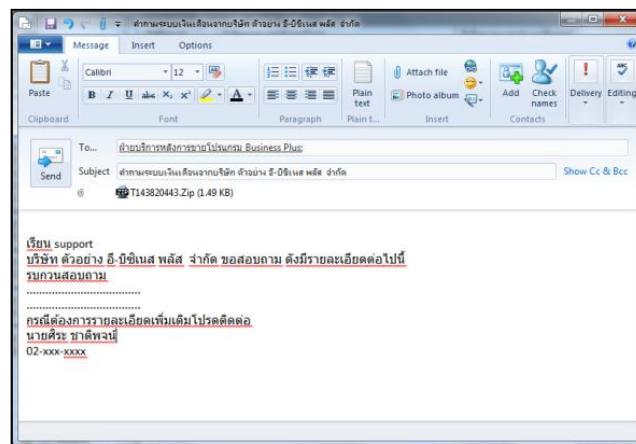 คำถามระบบเงินเดือนจากบริษัท ตัวอย่าง อี-บิซิเนส พลัส จำกัด
Message Insert Options
Paste
Calibri 12
B I U abc X₂ X² A
Plain text
Attach file
Photo album
Add Check names
Delivery Editing
Clipboard Font Paragraph Plain t... Insert Contacts
Send
To... ฝ่ายบริการหลังการขายโปรแกรม Business Plus;
Subject คำถามระบบเงินเดือนจากบริษัท ตัวอย่าง อี-บิซิเนส พลัส จำกัด
Show Cc & Bcc
T143820443.Zip (1.49 KB)
เรียน support
บริษัท ตัวอย่าง อี-บิซิเนส พลัส จำกัด ขอสอบถาม ดังมีรายละเอียดต่อไปนี้
รบกวนสอบถาม
....................................
....................................
กรณีต้องการรายละเอียดเพิ่มเติมโปรดติดต่อ
นายศิระ ชาติพจน์
02-xxx-xxxx